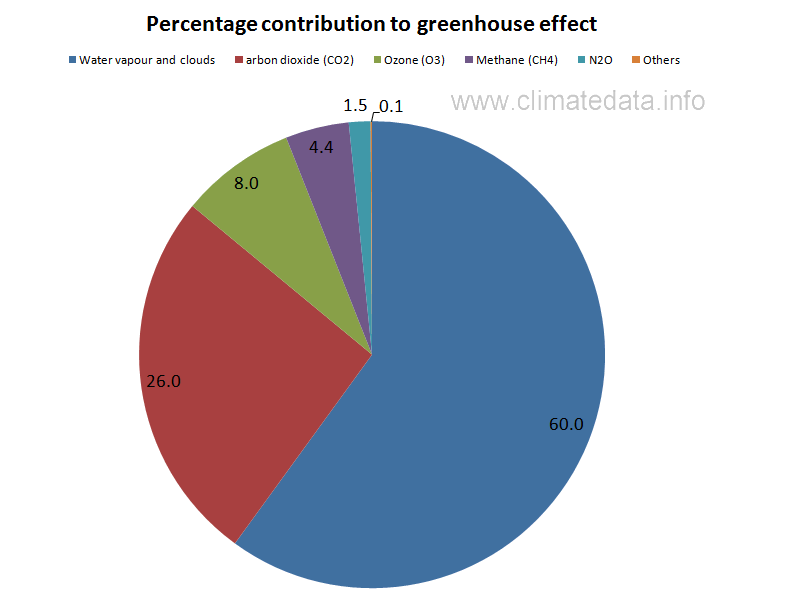 Percentage contribution to greenhouse effect
Water vapour and clouds arbon dioxide (CO2) Ozone (O3) Methane (CH4) N2O Others
www.climatedata.info
1.5 0.1
4.4
8.0
26.0
60.0